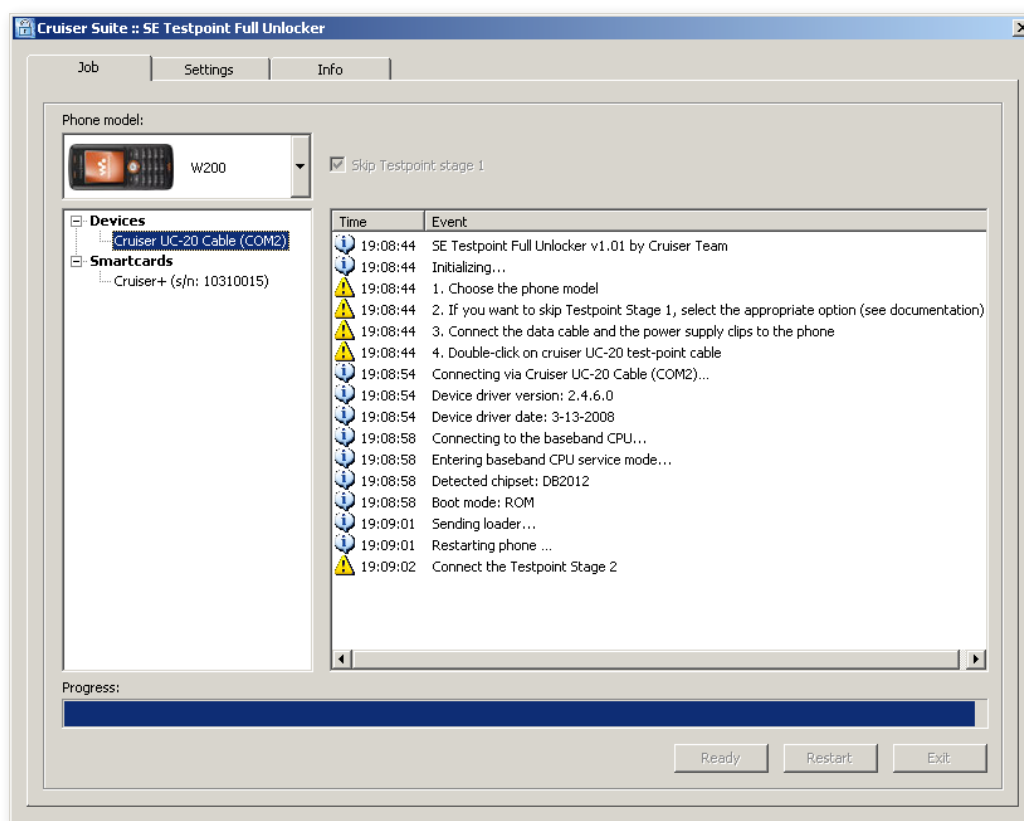 Cruiser Suite :: SE Testpoint Full Unlocker
Job Settings Info
Phone model:
W200
Skip Testpoint stage 1
Devices
Cruiser UC-20 Cable (COM2)
Smartcards
Cruiser+ (s/n: 10310015)
Time Event
19:08:44 SE Testpoint Full Unlocker v1.01 by Cruiser Team
19:08:44 Initializing...
19:08:44 1. Choose the phone model
19:08:44 2. If you want to skip Testpoint Stage 1, select the appropriate option (see documentation)
19:08:44 3. Connect the data cable and the power supply clips to the phone
19:08:44 4. Double-click on cruiser UC-20 test-point cable
19:08:54 Connecting via Cruiser UC-20 Cable (COM2)...
19:08:54 Device driver version: 2.4.6.0
19:08:54 Device driver date: 3-13-2008
19:08:58 Connecting to the baseband CPU...
19:08:58 Entering baseband CPU service mode...
19:08:58 Detected chipset: DB2012
19:08:58 Boot mode: ROM
19:09:01 Sending loader...
19:09:01 Restarting phone ...
19:09:02 Connect the Testpoint Stage 2
Progress:
Ready Restart Exit